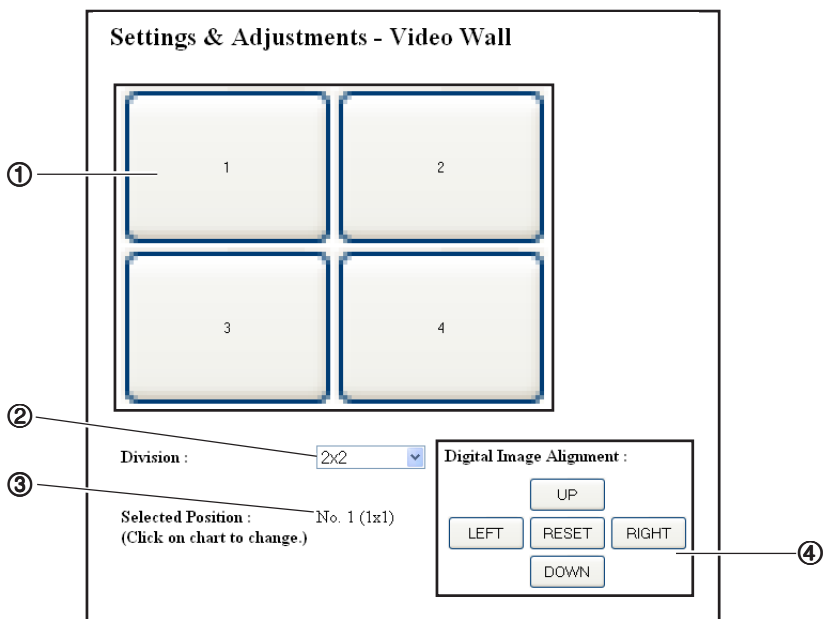 Settings & Adjustments - Video Wall
① 1 2
3 4
② Division : 2x2
③ Selected Position : No. 1 (1x1)
(Click on chart to change.)
Digital Image Alignment :
UP
LEFT RESET RIGHT
④
DOWN